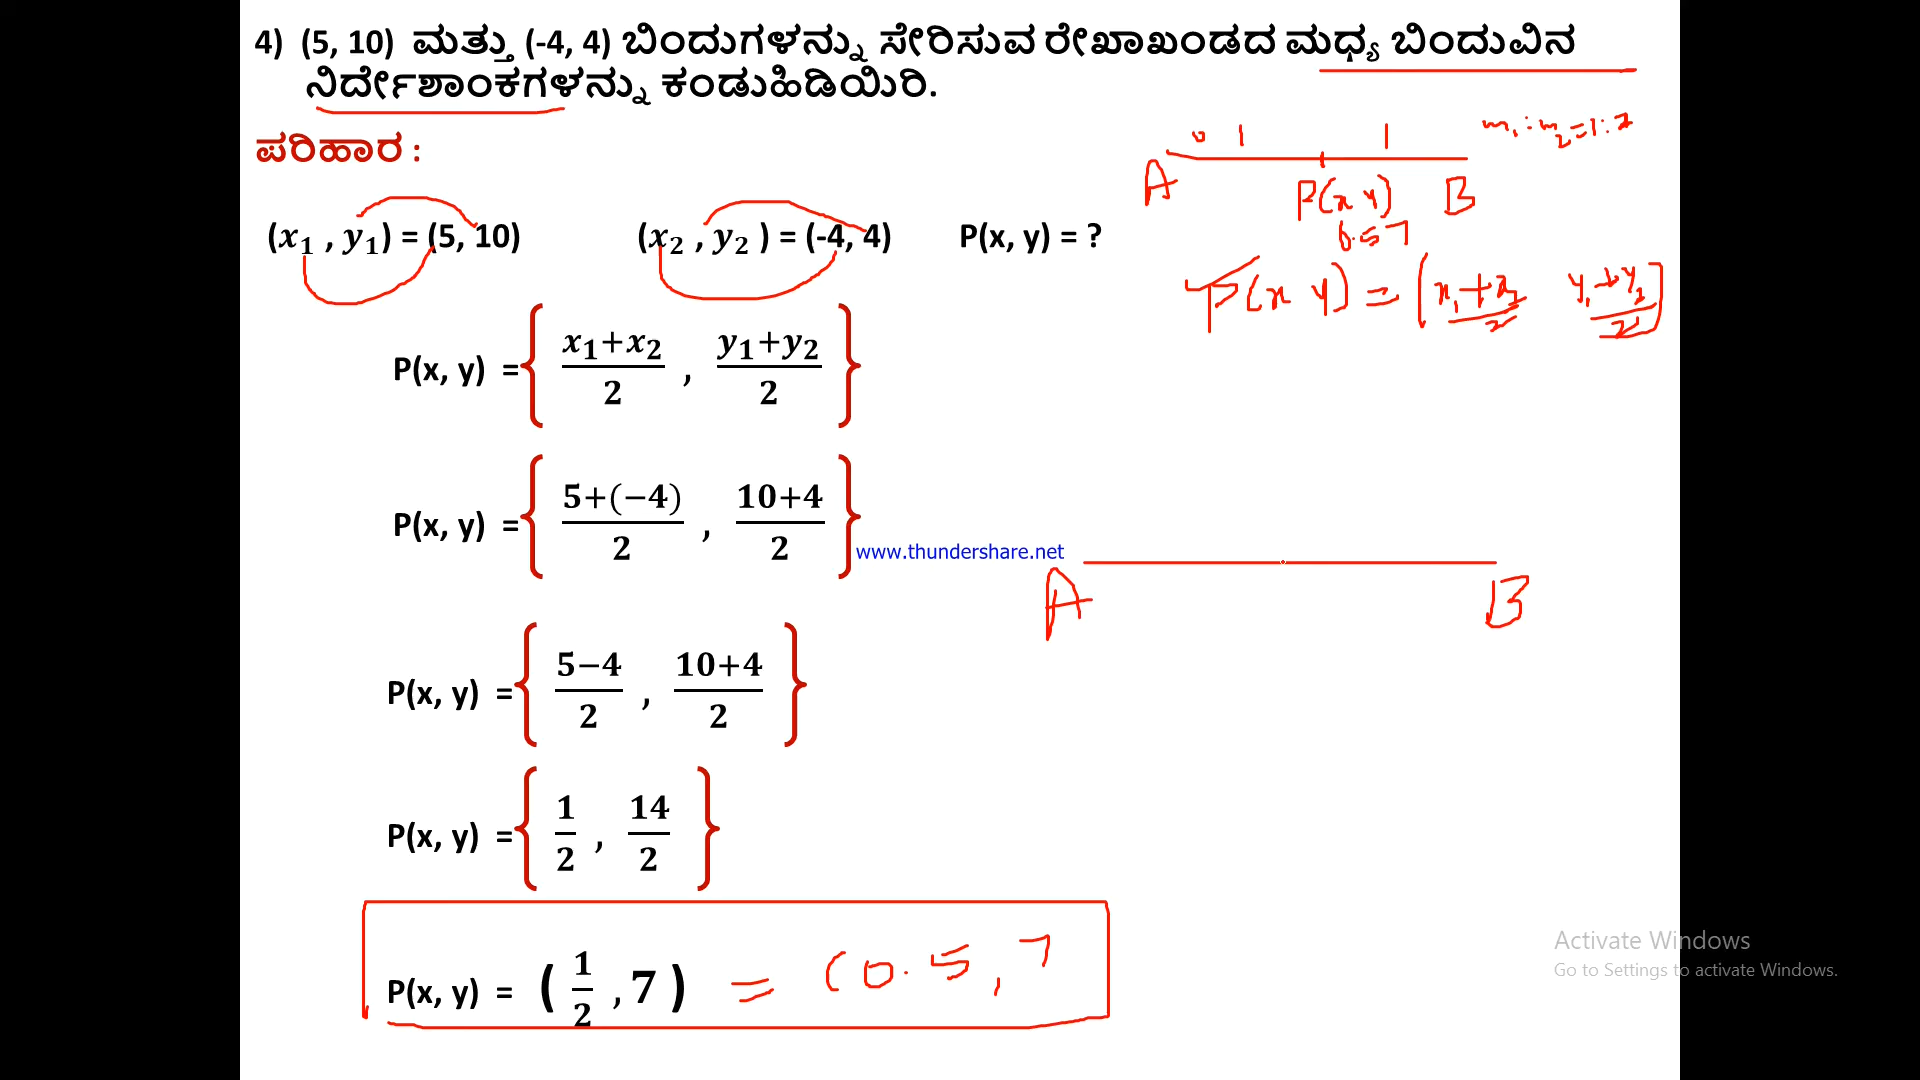 4) (5, 10) ಮತ್ತು (-4, 4) ಬಿಂದುಗಳನ್ನು ಸೇರಿಸುವ ರೇಖಾಖಂಡದ ಮಧ್ಯ ಬಿಂದುವಿನ
ನಿರ್ದೇಶಾಂಕಗಳನ್ನು ಕಂಡುಹಿಡಿಯಿರಿ.
ಪರಿಹಾರ :
1 1 m₁:m₂=1:
A P(x y) B
0.5 7
(x₁ , y₁) = (5, 10) (x₂ , y₂ ) = (-4, 4) P(x, y) = ?
P(x y) = [x₁+x₂/2 y₁+y₂/2]
P(x, y) = { x₁+x₂/2 , y₁+y₂/2 }
P(x, y) = { 5+(−4)/2 , 10+4/2 }
www.thundershare.net
A B
P(x, y) = { 5−4/2 , 10+4/2 }
P(x, y) = { 1/2 , 14/2 }
Activate Windows
Go to Settings to activate Windows.
P(x, y) = ( 1/2 , 7 ) = (0.5, 7